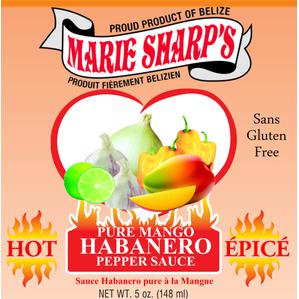 PROUD PRODUCT OF BELIZE
MARIE SHARP'S
PRODUIT FIÈREMENT BELIZIEN
Sans
Gluten
Free
HOT
PURE MANGO
HABANERO
PEPPER SAUCE
ÉPICÉ
Sauce Habanero pure à la Mangue
NET WT. 5 oz. (148 ml)